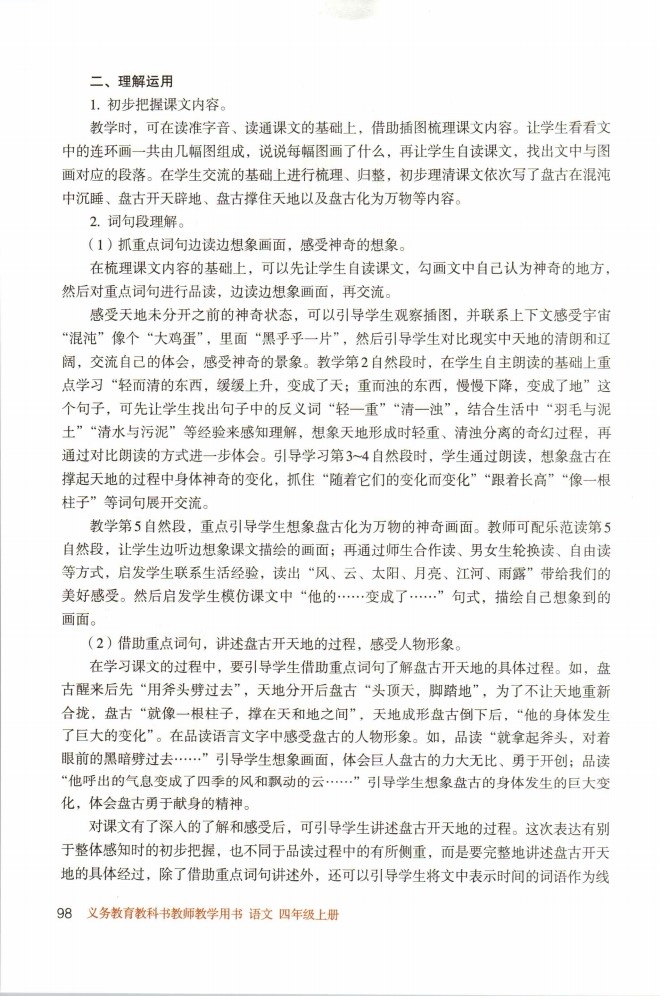 二、理解运用
1. 初步把握课文内容。
教学时，可在读准字音、读通课文的基础上，借助插图梳理课文内容。让学生看看文
中的连环画一共由几幅图组成，说说每幅图画了什么，再让学生自读课文，找出文中与图
画对应的段落。在学生交流的基础上进行梳理、归整，初步理清课文依次写了盘古在混沌
中沉睡、盘古开天辟地、盘古撑住天地以及盘古化为万物等内容。
2. 词句段理解。
（1）抓重点词句边读边想象画面，感受神奇的想象。
在梳理课文内容的基础上，可以先让学生自读课文，勾画文中自己认为神奇的地方，
然后对重点词句进行品读，边读边想象画面，再交流。
感受天地未分开之前的神奇状态，可以引导学生观察插图，并联系上下文感受宇宙
“混沌”像个“大鸡蛋”，里面“黑乎乎一片”，然后引导学生对比现实中天地的清朗和辽
阔，交流自己的体会，感受神奇的景象。教学第2自然段时，在学生自主朗读的基础上重
点学习“轻而清的东西，缓缓上升，变成了天；重而浊的东西，慢慢下降，变成了地”这
个句子，可先让学生找出句子中的反义词“轻—重”“清—浊”，结合生活中“羽毛与泥
土”“清水与污泥”等经验来感知理解，想象天地形成时轻重、清浊分离的奇幻过程，再
通过对比朗读的方式进一步体会。引导学习第3~4自然段时，学生通过朗读，想象盘古在
撑起天地的过程中身体神奇的变化，抓住“随着它们的变化而变化”“跟着长高”“像一根
柱子”等词句展开交流。
教学第5自然段，重点引导学生想象盘古化为万物的神奇画面。教师可配乐范读第5
自然段，让学生边听边想象课文描绘的画面；再通过师生合作读、男女生轮换读、自由读
等方式，启发学生联系生活经验，读出“风、云、太阳、月亮、江河、雨露”带给我们的
美好感受。然后启发学生模仿课文中“他的……变成了……”句式，描绘自己想象到的
画面。
（2）借助重点词句，讲述盘古开天地的过程，感受人物形象。
在学习课文的过程中，要引导学生借助重点词句了解盘古开天地的具体过程。如，盘
古醒来后先“用斧头劈过去”，天地分开后盘古“头顶天，脚踏地”，为了不让天地重新
合拢，盘古“就像一根柱子，撑在天和地之间”，天地成形盘古倒下后，“他的身体发生
了巨大的变化”。在品读语言文字中感受盘古的人物形象。如，品读“就拿起斧头，对着
眼前的黑暗劈过去……”引导学生想象画面，体会巨人盘古的力大无比、勇于开创；品读
“他呼出的气息变成了四季的风和飘动的云……”引导学生想象盘古的身体发生的巨大变
化，体会盘古勇于献身的精神。
对课文有了深入的了解和感受后，可引导学生讲述盘古开天地的过程。这次表达有别
于整体感知时的初步把握，也不同于品读过程中的有所侧重，而是要完整地讲述盘古开天
地的具体经过，除了借助重点词句讲述外，还可以引导学生将文中表示时间的词语作为线
98 义务教育教科书教师教学用书 语文 四年级上册